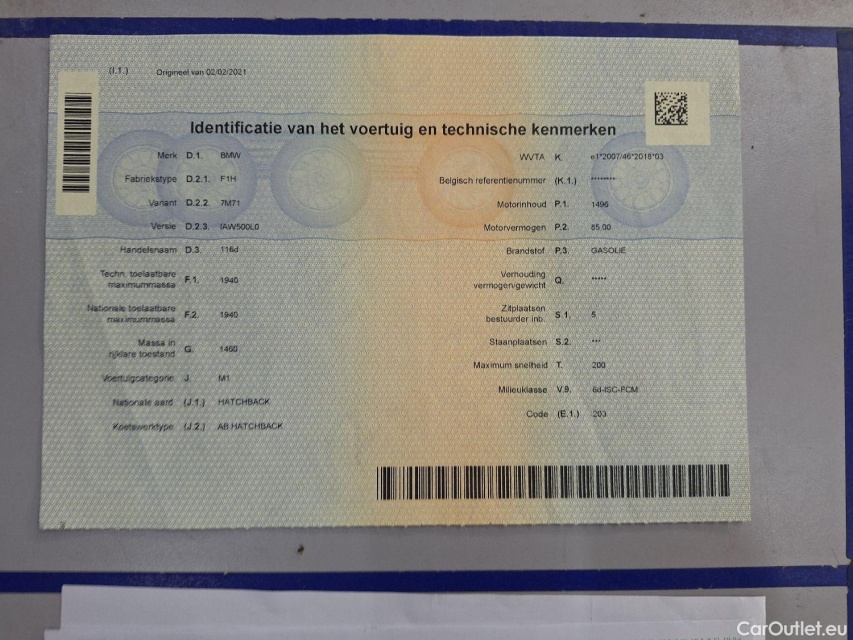 (I.1.) Origineel van 02/02/2021
Identificatie van het voertuig en technische kenmerken
Merk D.1. BMW
Fabriekstype D.2.1. F1H
Variant D.2.2. 7M71
Versie D.2.3. IAW500L0
Handelsnaam D.3. 116d
Techn. toelaatbare
maximummassa F.1. 1940
Nationale toelaatbare
maximummassa F.2. 1940
Massa in
rijklare toestand G. 1460
Voertuigcategorie J. M1
Nationale aard (J.1.) HATCHBACK
Koetswerktype (J.2.) AB HATCHBACK
WVTA K. e1*2007/46*2018*03
Belgisch referentienummer (K.1.) ********
Motorinhoud P.1. 1496
Motorvermogen P.2. 85.00
Brandstof P.3. GASOLIE
Verhouding
vermogen/gewicht Q. *****
Zitplaatsen
bestuurder inb. S.1. 5
Staanplaatsen S.2. ***
Maximum snelheid T. 200
Milieuklasse V.9. 6d-ISC-FCM
Code (E.1.) 203
CarOutlet.eu